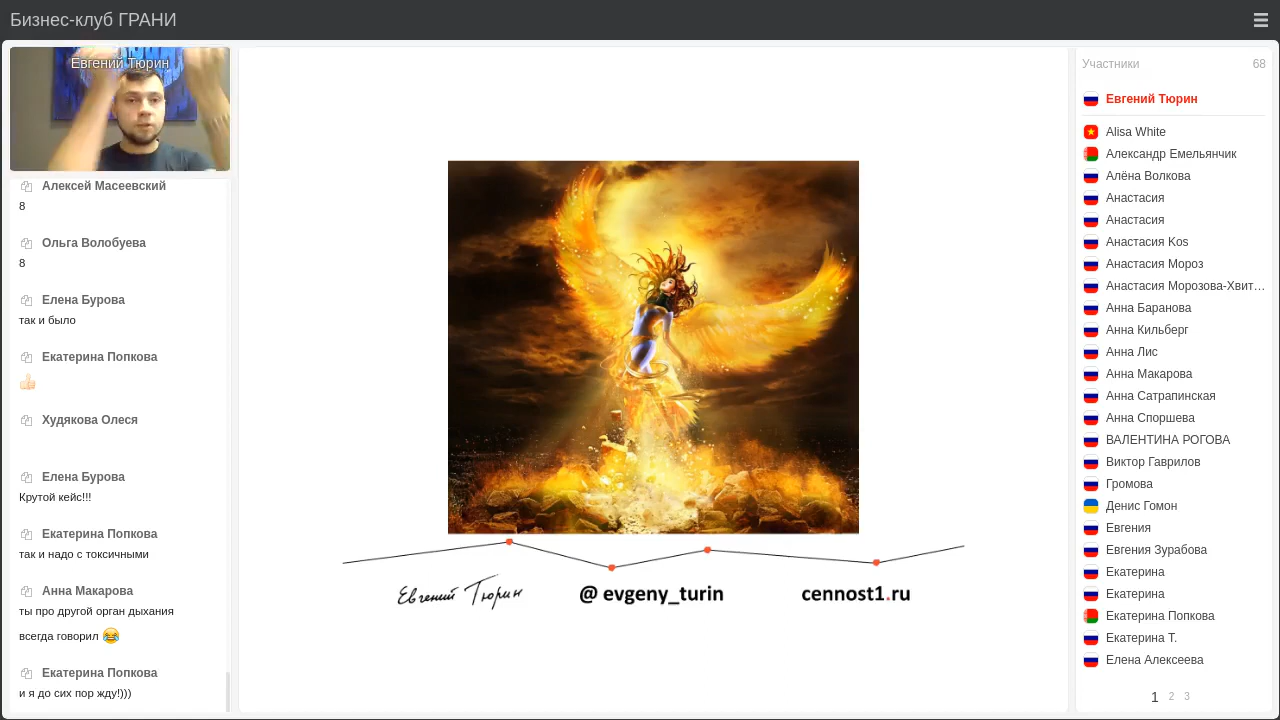 Бизнес-клуб ГРАНИ
Евгений Тюрин
Алексей Масеевский
8
Ольга Волобуева
8
Елена Бурова
так и было
Екатерина Попкова
Худякова Олеся
Елена Бурова
Крутой кейс!!!
Екатерина Попкова
так и надо с токсичными
Анна Макарова
ты про другой орган дыхания
всегда говорил
Екатерина Попкова
и я до сих пор жду!)))
Евгений Тюрин
@ evgeny_turin
cennost1.ru
Участники 68
Евгений Тюрин
Alisa White
Александр Емельянчик
Алёна Волкова
Анастасия
Анастасия
Анастасия Kos
Анастасия Мороз
Анастасия Морозова-Хвит…
Анна Баранова
Анна Кильберг
Анна Лис
Анна Макарова
Анна Сатрапинская
Анна Споршева
ВАЛЕНТИНА РОГОВА
Виктор Гаврилов
Громова
Денис Гомон
Евгения
Евгения Зурабова
Екатерина
Екатерина
Екатерина Попкова
Екатерина Т.
Елена Алексеева
1 2 3